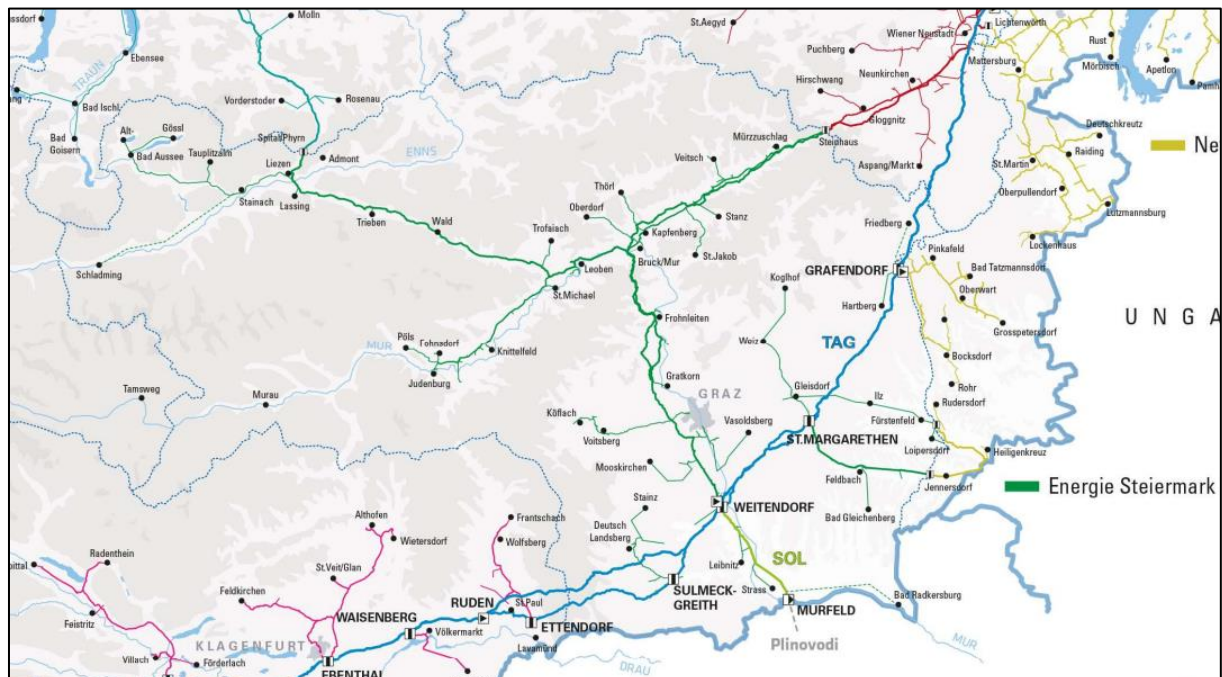 Molln
St.Aegyd
Lichtenwörth
Wiener Neustadt
Rust
Puchberg
Mattersburg
Mörbisch
Apetlon
Ebensee
TRAUN
Hirschwang
Neunkirchen
Vorderstoder
Rosenau
Bad Ischl
Gloggnitz
Deutschkreutz
Bad
Goisern
Alt-
Gössl
Bad Aussee
Tauplitzalm
Spital/Phyrn
Admont
ENNS
Mürzzuschlag
Steinhaus
Raiding
Ne
Liezen
Veitsch
Aspang/Markt
St.Martin
Stainach
Lassing
Thörl
Oberpullendorf
Lutzmannsburg
Trieben
Wald
Oberdorf
Stanz
Friedberg
Trofaiach
Kapfenberg
Pinkafeld
Lockenhaus
Schladming
Leoben
Bruck/Mur
St.Jakob
GRAFENDORF
Bad Tatzmannsdorf
Koglhof
Oberwart
St.Michael
Hartberg
Frohnleiten
Grosspetersdorf
UNGA
TAG
Pöls
Fohnsdorf
Knittelfeld
Weiz
Bocksdorf
MUR
Judenburg
Gratkorn
Gleisdorf
Rohr
Tamsweg
Murau
GRAZ
Ilz
Rudersdorf
Köflach
Vasoldsberg
Fürstenfeld
Voitsberg
ST.MARGARETHEN
Loipersdorf
Heiligenkreuz
Mooskirchen
Feldbach
Jennersdorf
Energie Steiermark
Stainz
WEITENDORF
Bad Gleichenberg
Althofen
Frantschach
Deutsch
Landsberg
Wietersdorf
Wolfsberg
Radenthein
SOL
Leibnitz
St.Veit/Glan
Feldkirchen
SULMECK-
GREITH
Strass
Bad Radkersburg
RUDEN
St.Paul
MURFELD
Feistritz
WAISENBERG
ETTENDORF
Völkermarkt
Plinovodi
MUR
KLAGENFURT
Lavamünd
Villach
Förderlach
DRAU
EBENTHAL